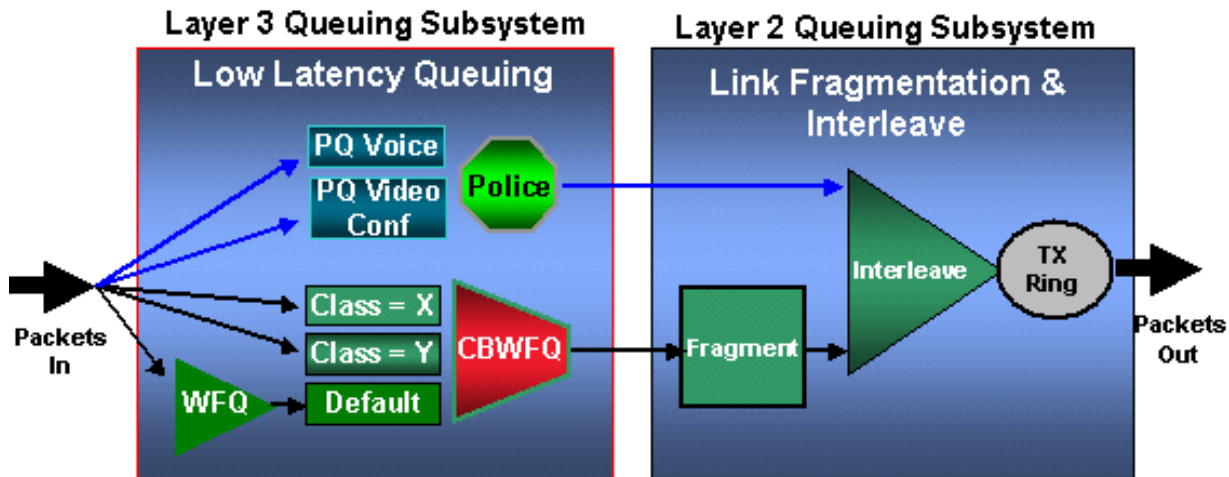 Layer 3 Queuing Subsystem
Layer 2 Queuing Subsystem
Low Latency Queuing
Link Fragmentation &
Interleave
PQ Voice
PQ Video
Conf
Police
Class = X
Class = Y
CBWFQ
WFQ
Default
Packets
In
Fragment
Interleave
TX
Ring
Packets
Out